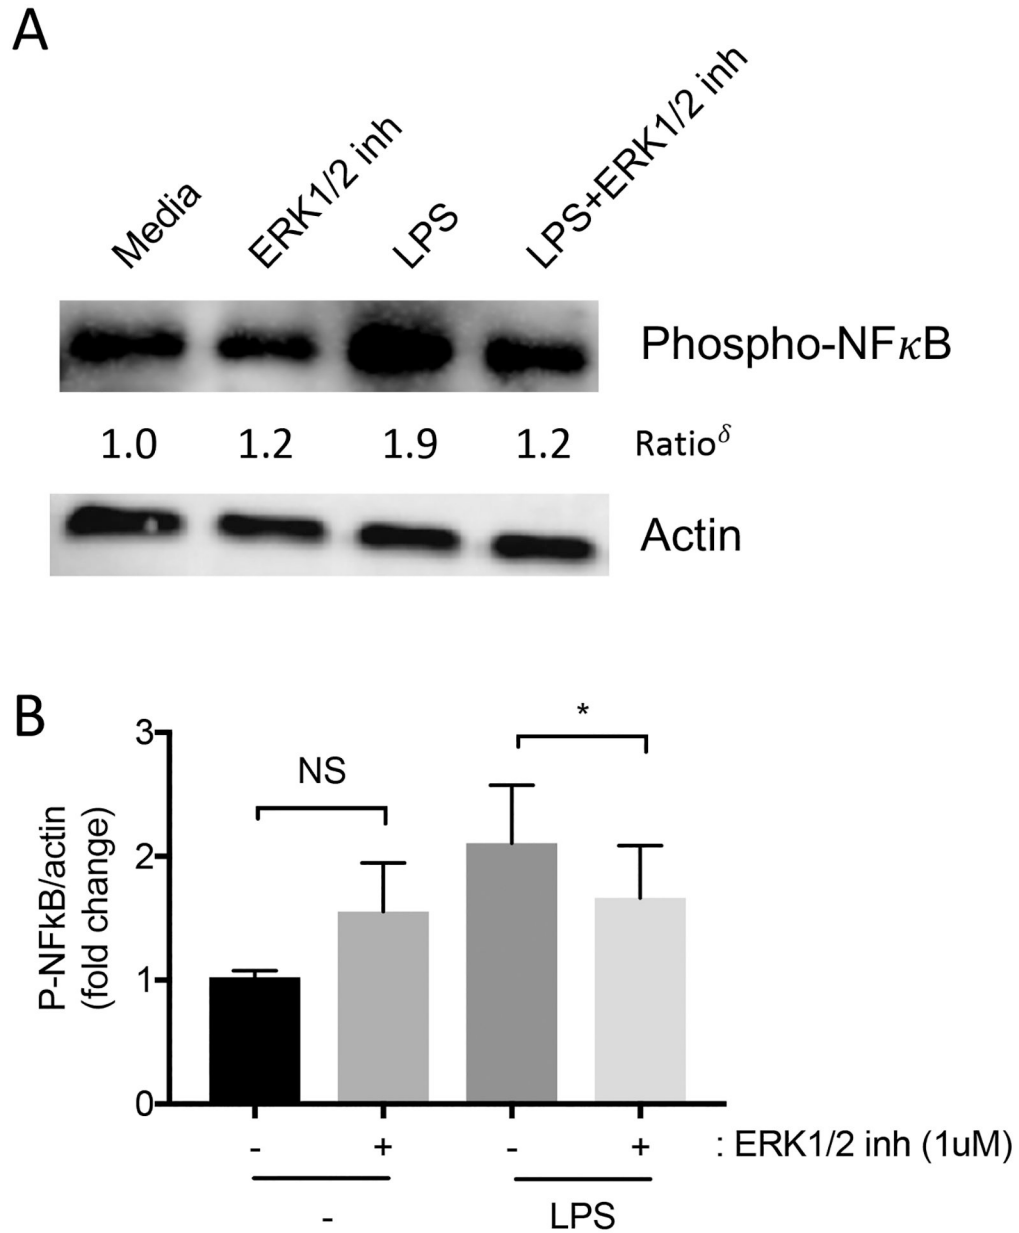 A
Media
ERK1/2 inh
LPS
LPS+ERK1/2 inh
Phospho-NFκB
1.0 1.2 1.9 1.2 Ratioᵟ
Actin
B
P-NFkB/actin
(fold change)
3
2
1
0
NS
*
- + - + : ERK1/2 inh (1uM)
- LPS